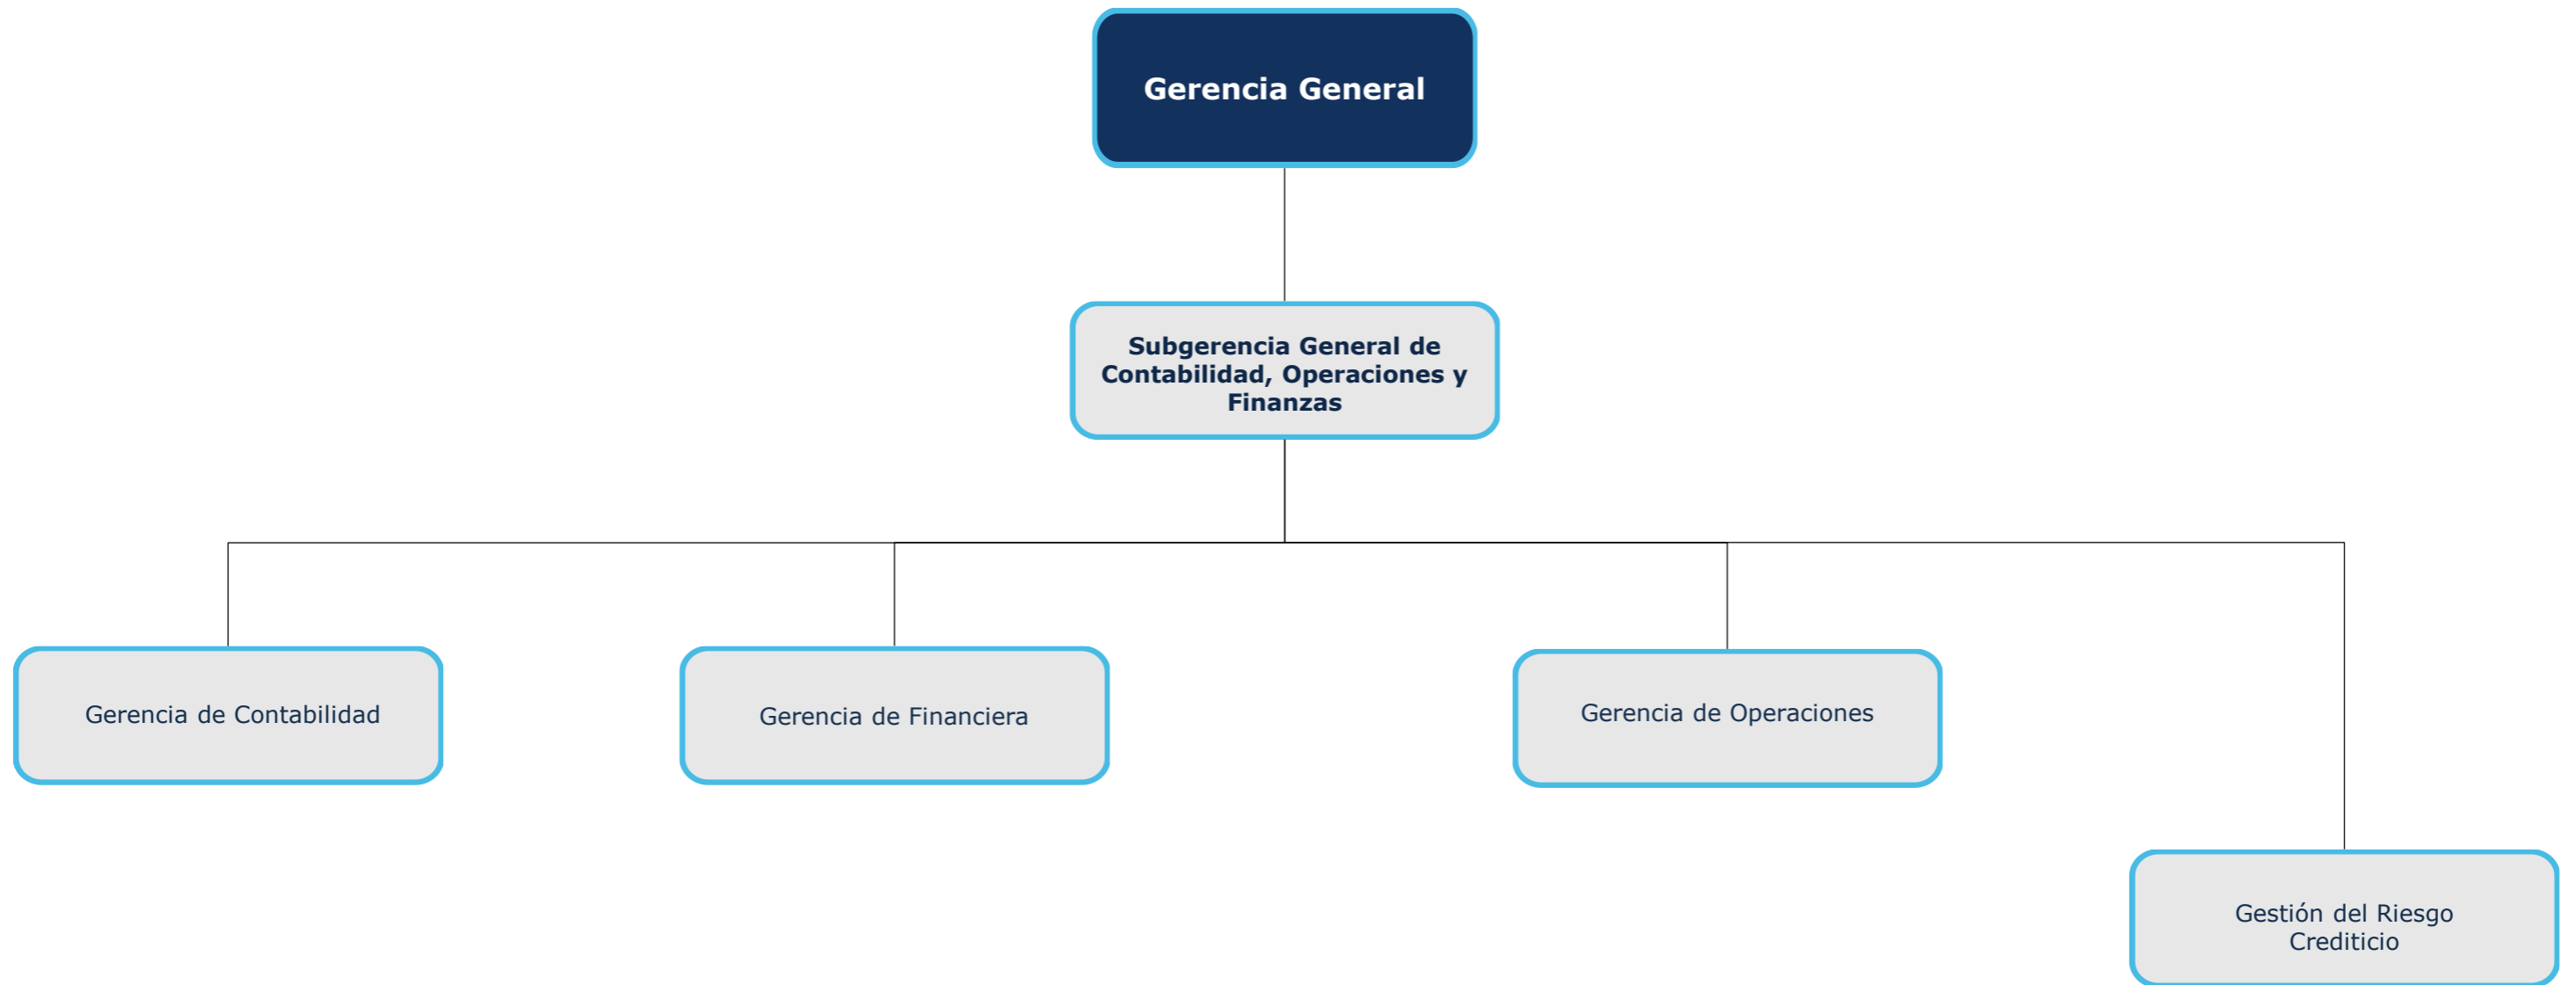 Gerencia General
Subgerencia General de
Contabilidad, Operaciones y
Finanzas
Gerencia de Contabilidad
Gerencia de Financiera
Gerencia de Operaciones
Gestión del Riesgo
Crediticio